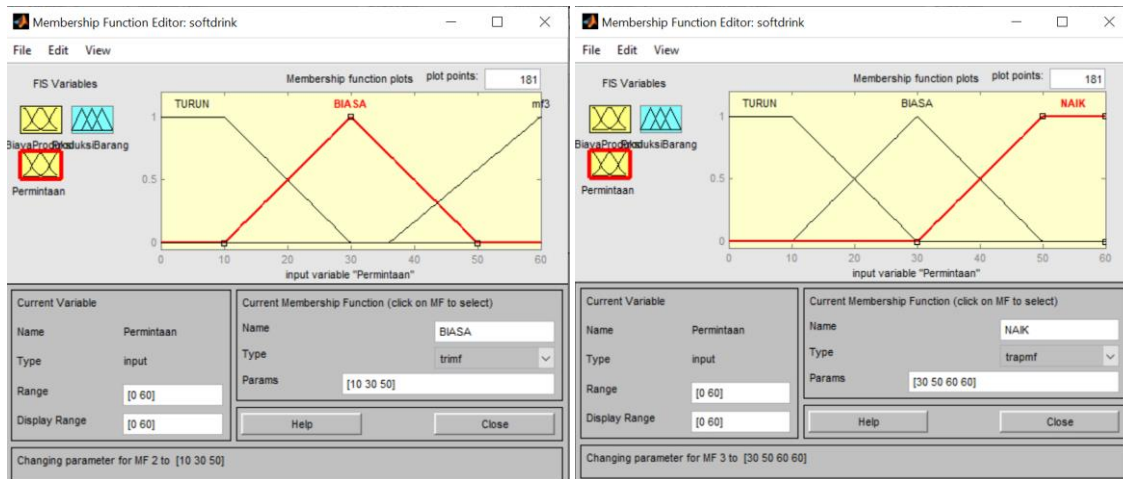 Membership Function Editor: softdrink
File Edit View
FIS Variables
Membership function plots plot points: 181
TURUN BIASA mf3
1
0.5
0
0 10 20 30 40 50 60
input variable "Permintaan"
Permintaan
Current Variable
Name Permintaan
Type input
Range [0 60]
Display Range [0 60]
Current Membership Function (click on MF to select)
Name BIASA
Type trimf
Params [10 30 50]
Help Close
Changing parameter for MF 2 to [10 30 50]
Membership Function Editor: softdrink
File Edit View
FIS Variables
Membership function plots plot points: 181
TURUN BIASA NAIK
1
0.5
0
0 10 20 30 40 50 60
input variable "Permintaan"
Permintaan
Current Variable
Name Permintaan
Type input
Range [0 60]
Display Range [0 60]
Current Membership Function (click on MF to select)
Name NAIK
Type trapmf
Params [30 50 60 60]
Help Close
Changing parameter for MF 3 to [30 50 60 60]